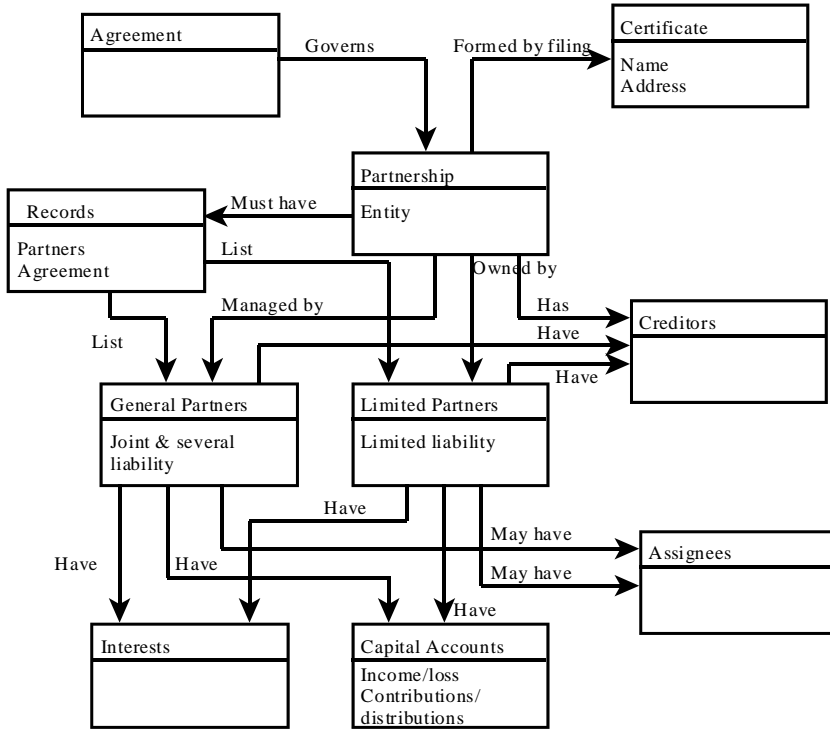 Agreement
Governs
Formed by filing
Certificate
Name
Address
Partnership
Entity
Must have
Records
Partners
Agreement
List
Owned by
Managed by
Has
Creditors
List
Have
Have
General Partners
Joint & several
liability
Limited Partners
Limited liability
Have
May have
Assignees
Have
Have
May have
Have
Interests
Capital Accounts
Income/loss
Contributions/
distributions